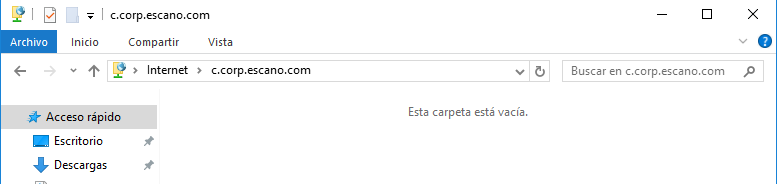 c.corp.escano.com
Archivo Inicio Compartir Vista
Internet c.corp.escano.com Buscar en c.corp.escano.com
Esta carpeta está vacía.
Acceso rápido
Escritorio
Descargas